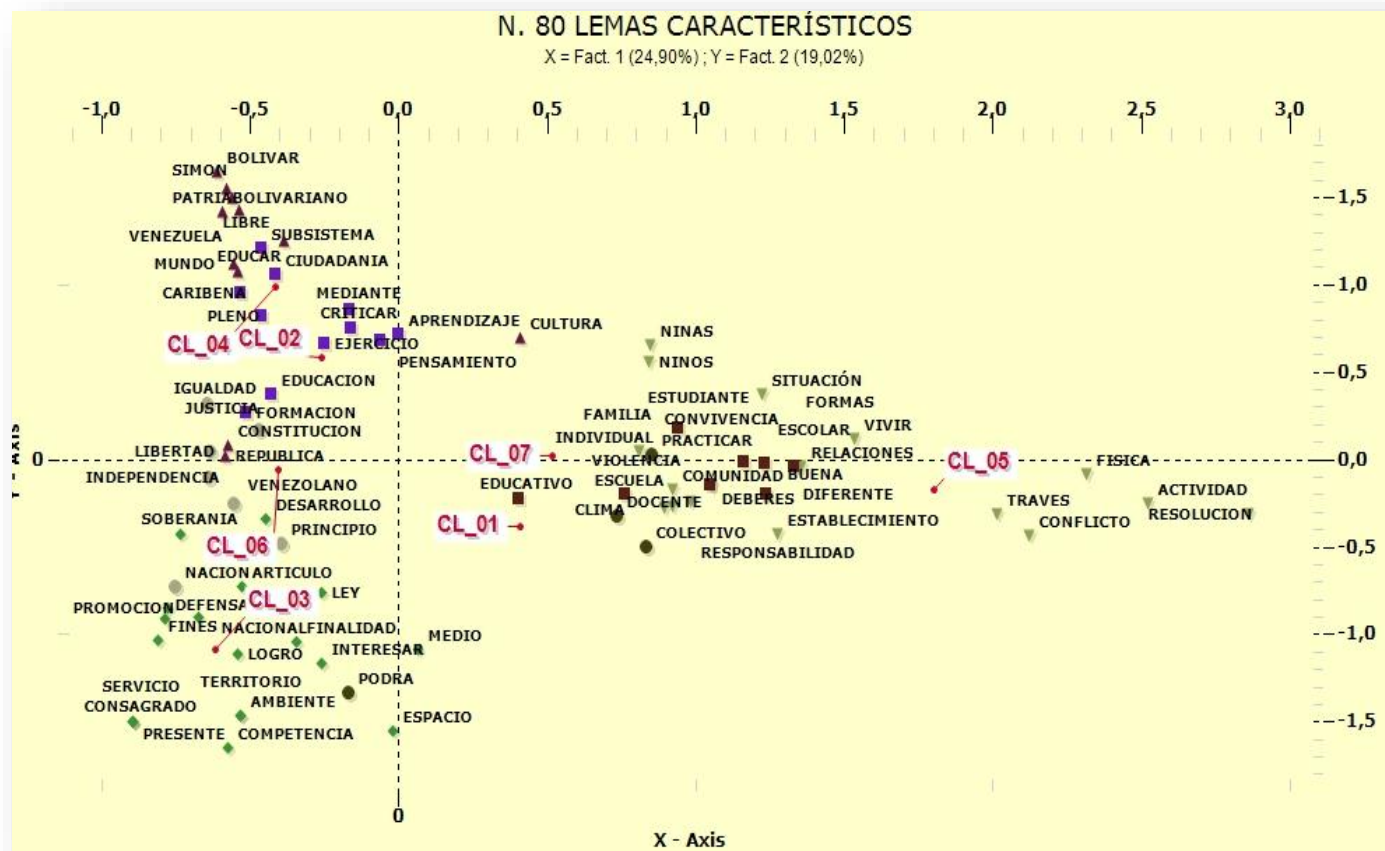 N. 80 LEMAS CARACTERÍSTICOS
X = Fact. 1 (24,90%) ; Y = Fact. 2 (19,02%)
-1,0 -0,5 0,0 0,5 1,0 1,5 2,0 2,5 3,0
BOLIVAR
SIMON
PATRIA BOLIVARIANO 1,5
LIBRE
VENEZUELA SUBSISTEMA
EDUCAR CIUDADANIA
MUNDO
1,0
CARIBENA MEDIANTE
PLENO CRITICAR
APRENDIZAJE CULTURA NINAS
CL_04 CL_02 EJERCICIO
PENSAMIENTO NINOS
EDUCACION SITUACIÓN 0,5
IGUALDAD ESTUDIANTE FORMAS
JUSTICIA FORMACION FAMILIA CONVIVENCIA VIVIR
CONSTITUCION INDIVIDUAL PRACTICAR ESCOLAR
LIBERTAD REPUBLICA CL_07 RELACIONES
0 VIOLENCIA CL_05 FISICA 0,0
INDEPENDENCIA COMUNIDAD BUENA
VENEZOLANO EDUCATIVO ESCUELA ACTIVIDAD
DESARROLLO DOCENTE DEBERES DIFERENTE TRAVES
SOBERANIA CLIMA RESOLUCION
PRINCIPIO CL_01 ESTABLECIMIENTO CONFLICTO
CL_06 COLECTIVO -0,5
RESPONSABILIDAD
NACION ARTICULO
CL_03 LEY
PROMOCION DEFENSA
FINES NACIONAL FINALIDAD
MEDIO -1,0
LOGRO INTERESAR
SERVICIO TERRITORIO PODRA
CONSAGRADO AMBIENTE
ESPACIO
PRESENTE COMPETENCIA -1,5
0
X - Axis
Y - Axis